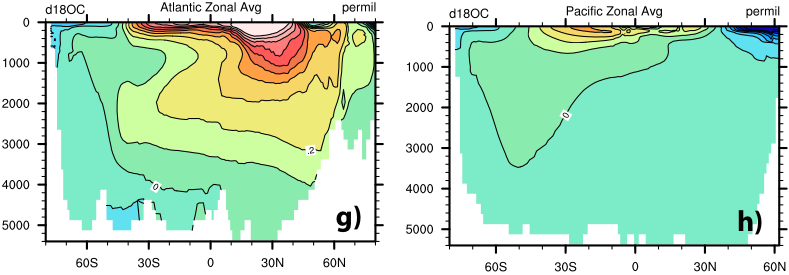 d18OC Atlantic Zonal Avg permil
0
1000
2000
3000
4000
5000
.2
0
g)
60S 30S 0 30N 60N
d18OC Pacific Zonal Avg permil
0
1000
2000
3000
4000
5000
0
h)
60S 30S 0 30N 60N